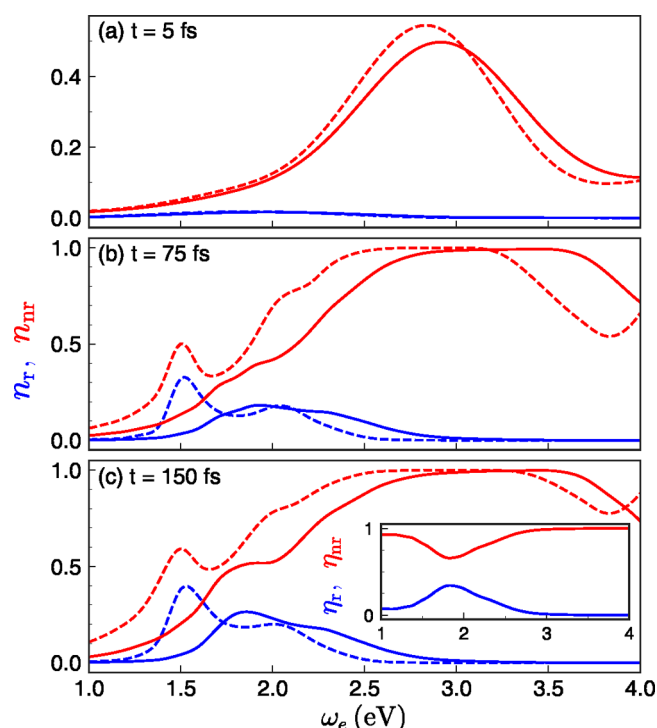 (a) t = 5 fs
0.4
0.2
0.0
(b) t = 75 fs
1.0
0.5
0.0
n_r, n_nr
(c) t = 150 fs
1.0
0.5
0.0
1
0
η_r, η_nr
1 2 3 4
1.0 1.5 2.0 2.5 3.0 3.5 4.0
ω_e (eV)